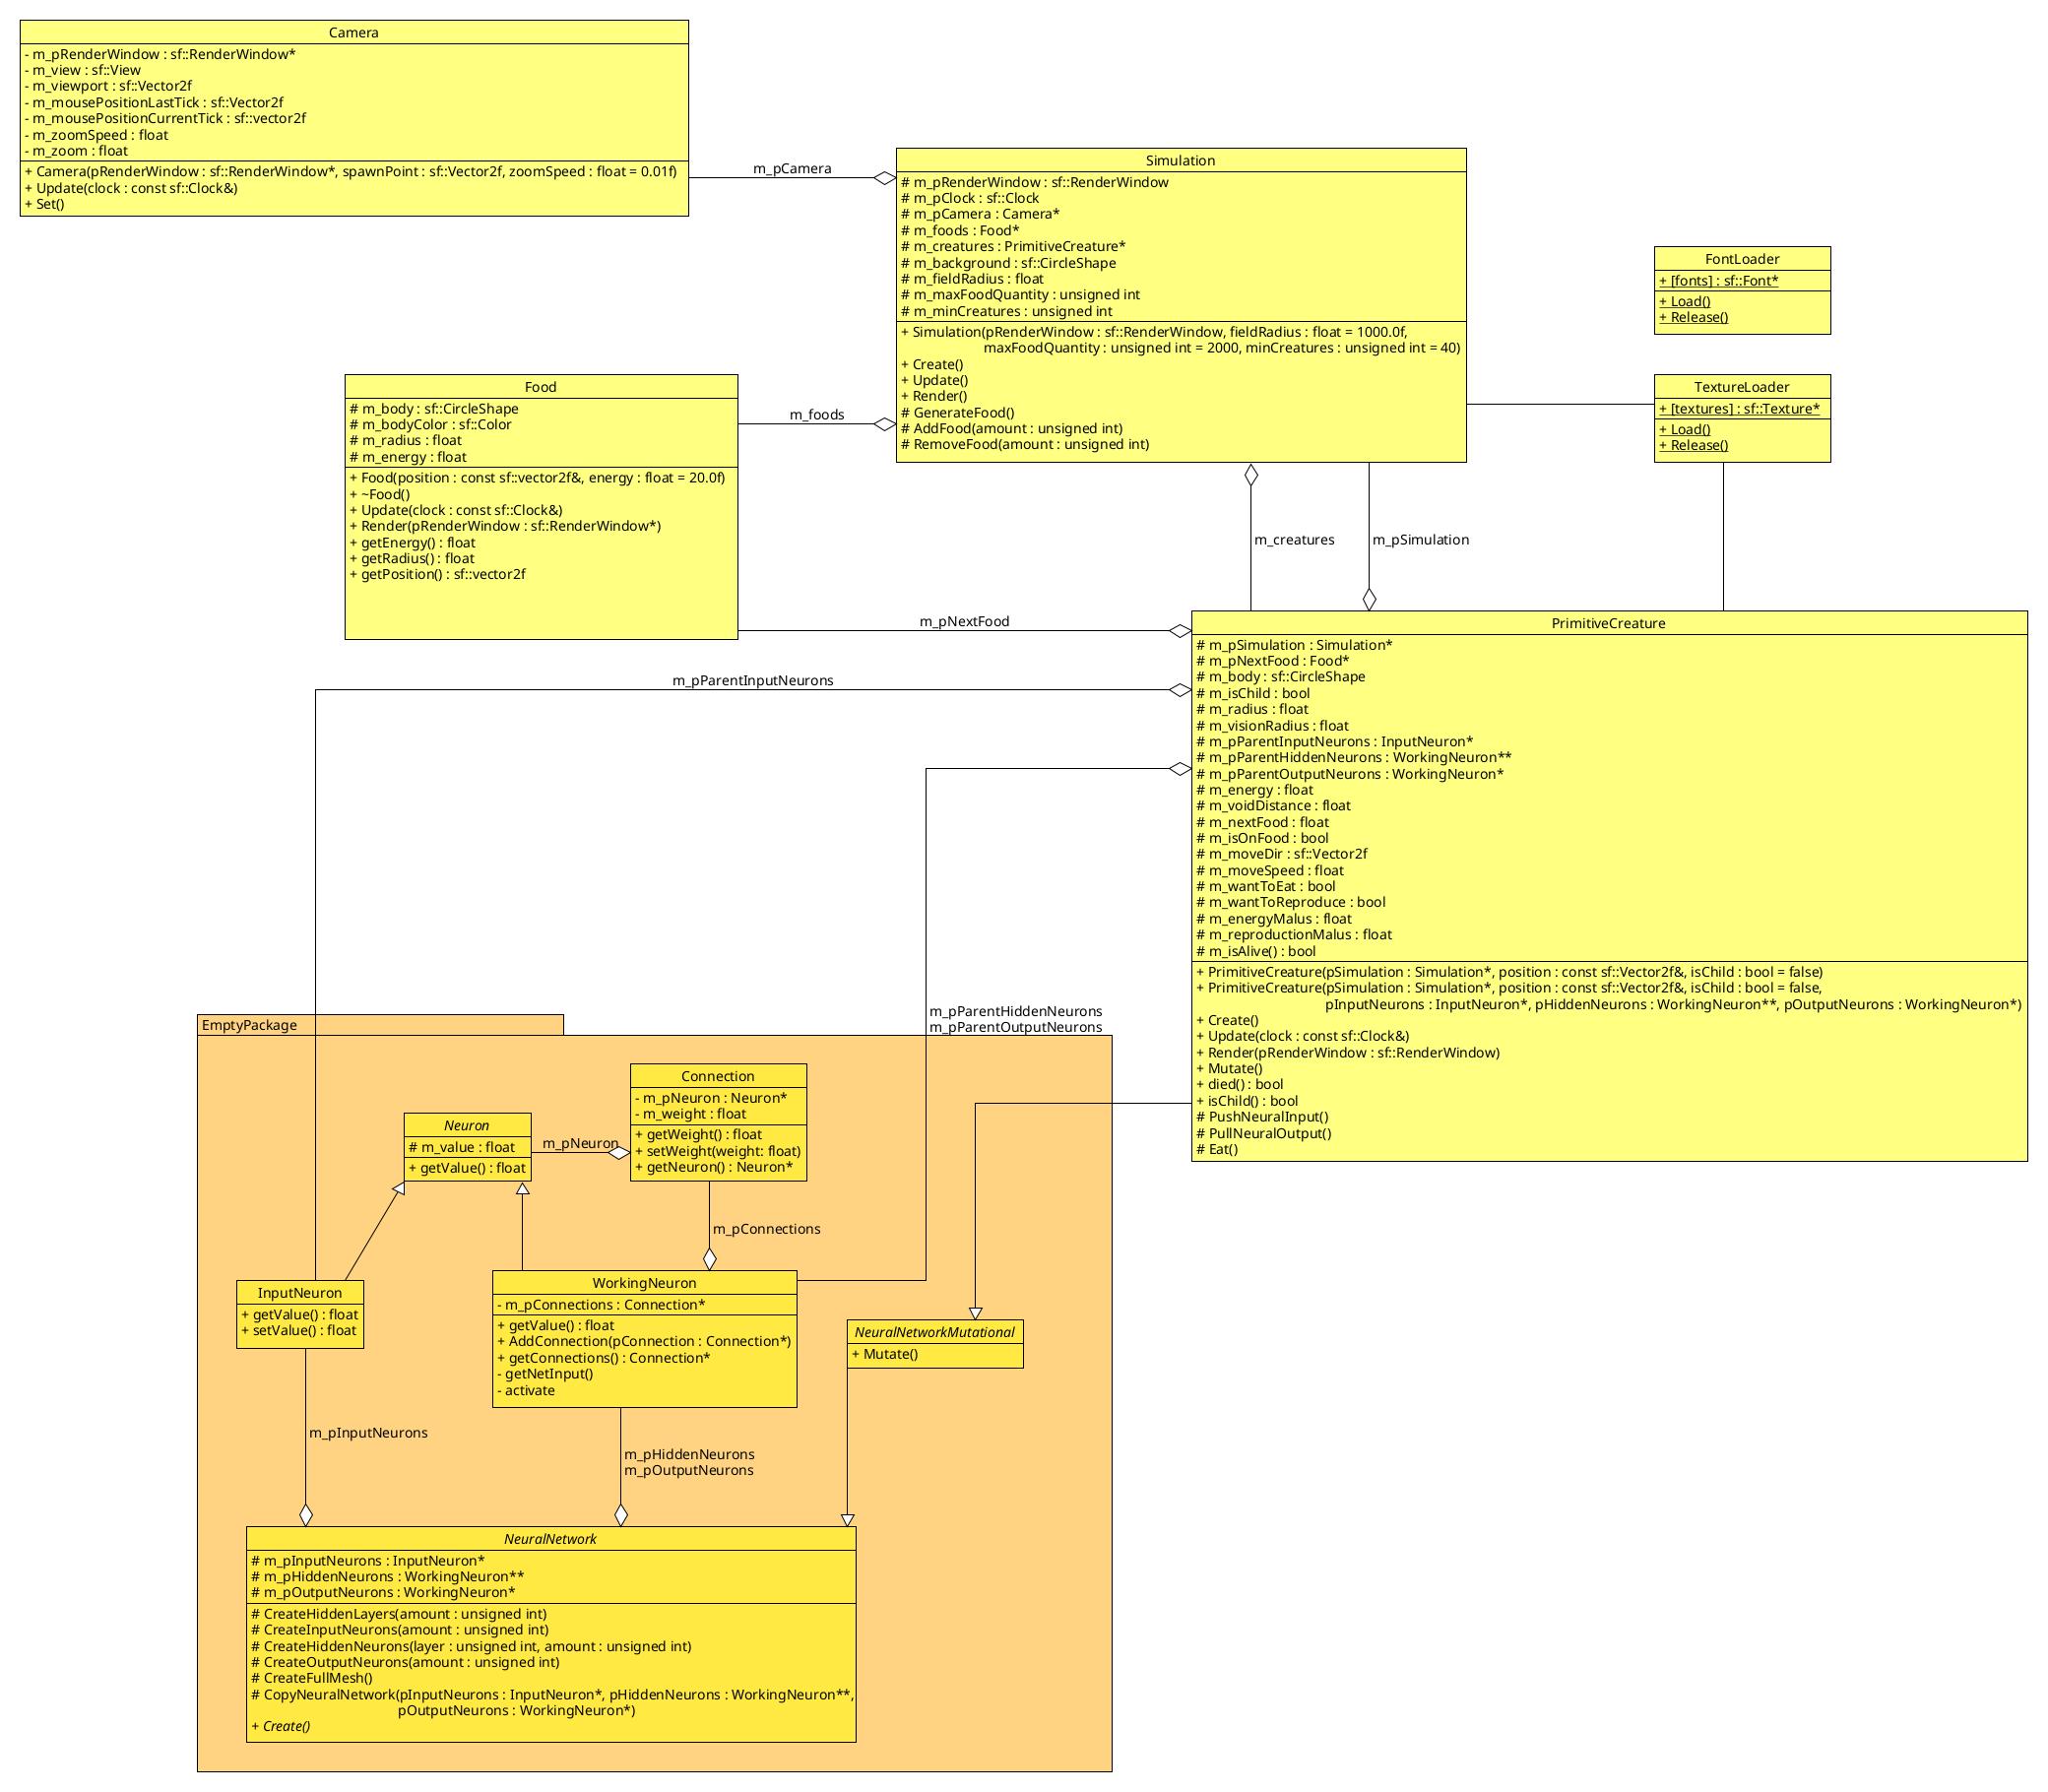 Camera
- m_pRenderWindow : sf::RenderWindow*
- m_view : sf::View
- m_viewport : sf::Vector2f
- m_mousePositionLastTick : sf::Vector2f
- m_mousePositionCurrentTick : sf::vector2f
- m_zoomSpeed : float
- m_zoom : float
+ Camera(pRenderWindow : sf::RenderWindow*, spawnPoint : sf::Vector2f, zoomSpeed : float = 0.01f)
+ Update(clock : const sf::Clock&)
+ Set()
m_pCamera
Simulation
# m_pRenderWindow : sf::RenderWindow
# m_pClock : sf::Clock
# m_pCamera : Camera*
# m_foods : Food*
# m_creatures : PrimitiveCreature*
# m_background : sf::CircleShape
# m_fieldRadius : float
# m_maxFoodQuantity : unsigned int
# m_minCreatures : unsigned int
+ Simulation(pRenderWindow : sf::RenderWindow, fieldRadius : float = 1000.0f,
maxFoodQuantity : unsigned int = 2000, minCreatures : unsigned int = 40)
+ Create()
+ Update()
+ Render()
# GenerateFood()
# AddFood(amount : unsigned int)
# RemoveFood(amount : unsigned int)
FontLoader
+ [fonts] : sf::Font*
+ Load()
+ Release()
TextureLoader
+ [textures] : sf::Texture*
+ Load()
+ Release()
Food
# m_body : sf::CircleShape
# m_bodyColor : sf::Color
# m_radius : float
# m_energy : float
+ Food(position : const sf::vector2f&, energy : float = 20.0f)
+ ~Food()
+ Update(clock : const sf::Clock&)
+ Render(pRenderWindow : sf::RenderWindow*)
+ getEnergy() : float
+ getRadius() : float
+ getPosition() : sf::vector2f
m_foods
m_creatures
m_pSimulation
m_pNextFood
m_pParentInputNeurons
PrimitiveCreature
# m_pSimulation : Simulation*
# m_pNextFood : Food*
# m_body : sf::CircleShape
# m_isChild : bool
# m_radius : float
# m_visionRadius : float
# m_pParentInputNeurons : InputNeuron*
# m_pParentHiddenNeurons : WorkingNeuron**
# m_pParentOutputNeurons : WorkingNeuron*
# m_energy : float
# m_voidDistance : float
# m_nextFood : float
# m_isOnFood : bool
# m_moveDir : sf::Vector2f
# m_moveSpeed : float
# m_wantToEat : bool
# m_wantToReproduce : bool
# m_energyMalus : float
# m_reproductionMalus : float
# m_isAlive() : bool
+ PrimitiveCreature(pSimulation : Simulation*, position : const sf::Vector2f&, isChild : bool = false)
+ PrimitiveCreature(pSimulation : Simulation*, position : const sf::Vector2f&, isChild : bool = false,
pInputNeurons : InputNeuron*, pHiddenNeurons : WorkingNeuron**, pOutputNeurons : WorkingNeuron*)
+ Create()
+ Update(clock : const sf::Clock&)
+ Render(pRenderWindow : sf::RenderWindow)
+ Mutate()
+ died() : bool
+ isChild() : bool
# PushNeuralInput()
# PullNeuralOutput()
# Eat()
m_pParentHiddenNeurons
m_pParentOutputNeurons
EmptyPackage
Connection
- m_pNeuron : Neuron*
- m_weight : float
+ getWeight() : float
+ setWeight(weight: float)
+ getNeuron() : Neuron*
Neuron
# m_value : float
+ getValue() : float
m_pNeuron
m_pConnections
InputNeuron
+ getValue() : float
+ setValue() : float
WorkingNeuron
- m_pConnections : Connection*
+ getValue() : float
+ AddConnection(pConnection : Connection*)
+ getConnections() : Connection*
- getNetInput()
- activate
NeuralNetworkMutational
+ Mutate()
m_pInputNeurons
m_pHiddenNeurons
m_pOutputNeurons
NeuralNetwork
# m_pInputNeurons : InputNeuron*
# m_pHiddenNeurons : WorkingNeuron**
# m_pOutputNeurons : WorkingNeuron*
# CreateHiddenLayers(amount : unsigned int)
# CreateInputNeurons(amount : unsigned int)
# CreateHiddenNeurons(layer : unsigned int, amount : unsigned int)
# CreateOutputNeurons(amount : unsigned int)
# CreateFullMesh()
# CopyNeuralNetwork(pInputNeurons : InputNeuron*, pHiddenNeurons : WorkingNeuron**,
pOutputNeurons : WorkingNeuron*)
+ Create()